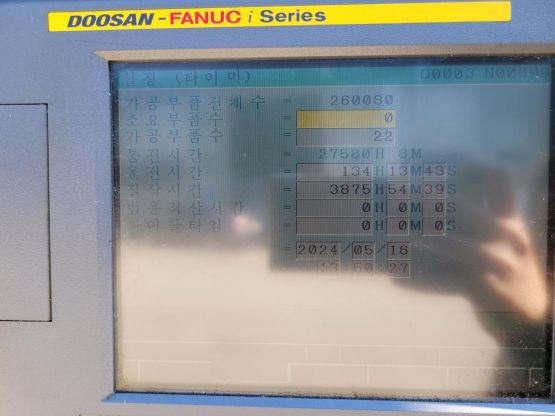 DOOSAN-FANUC i Series
설정 (타이머) O0003 N00000
가공부품전체수 = 260080
소요부품수 = 0
가공부품수 = 22
통전시간 = 27580H 8M
운전시간 = 134H13M43S
절삭시간 = 3875H54M39S
범용적산시간 = 0H 0M 0S
싸이클타임 = 0H 0M 0S
= 2024/05/16
13:50:27